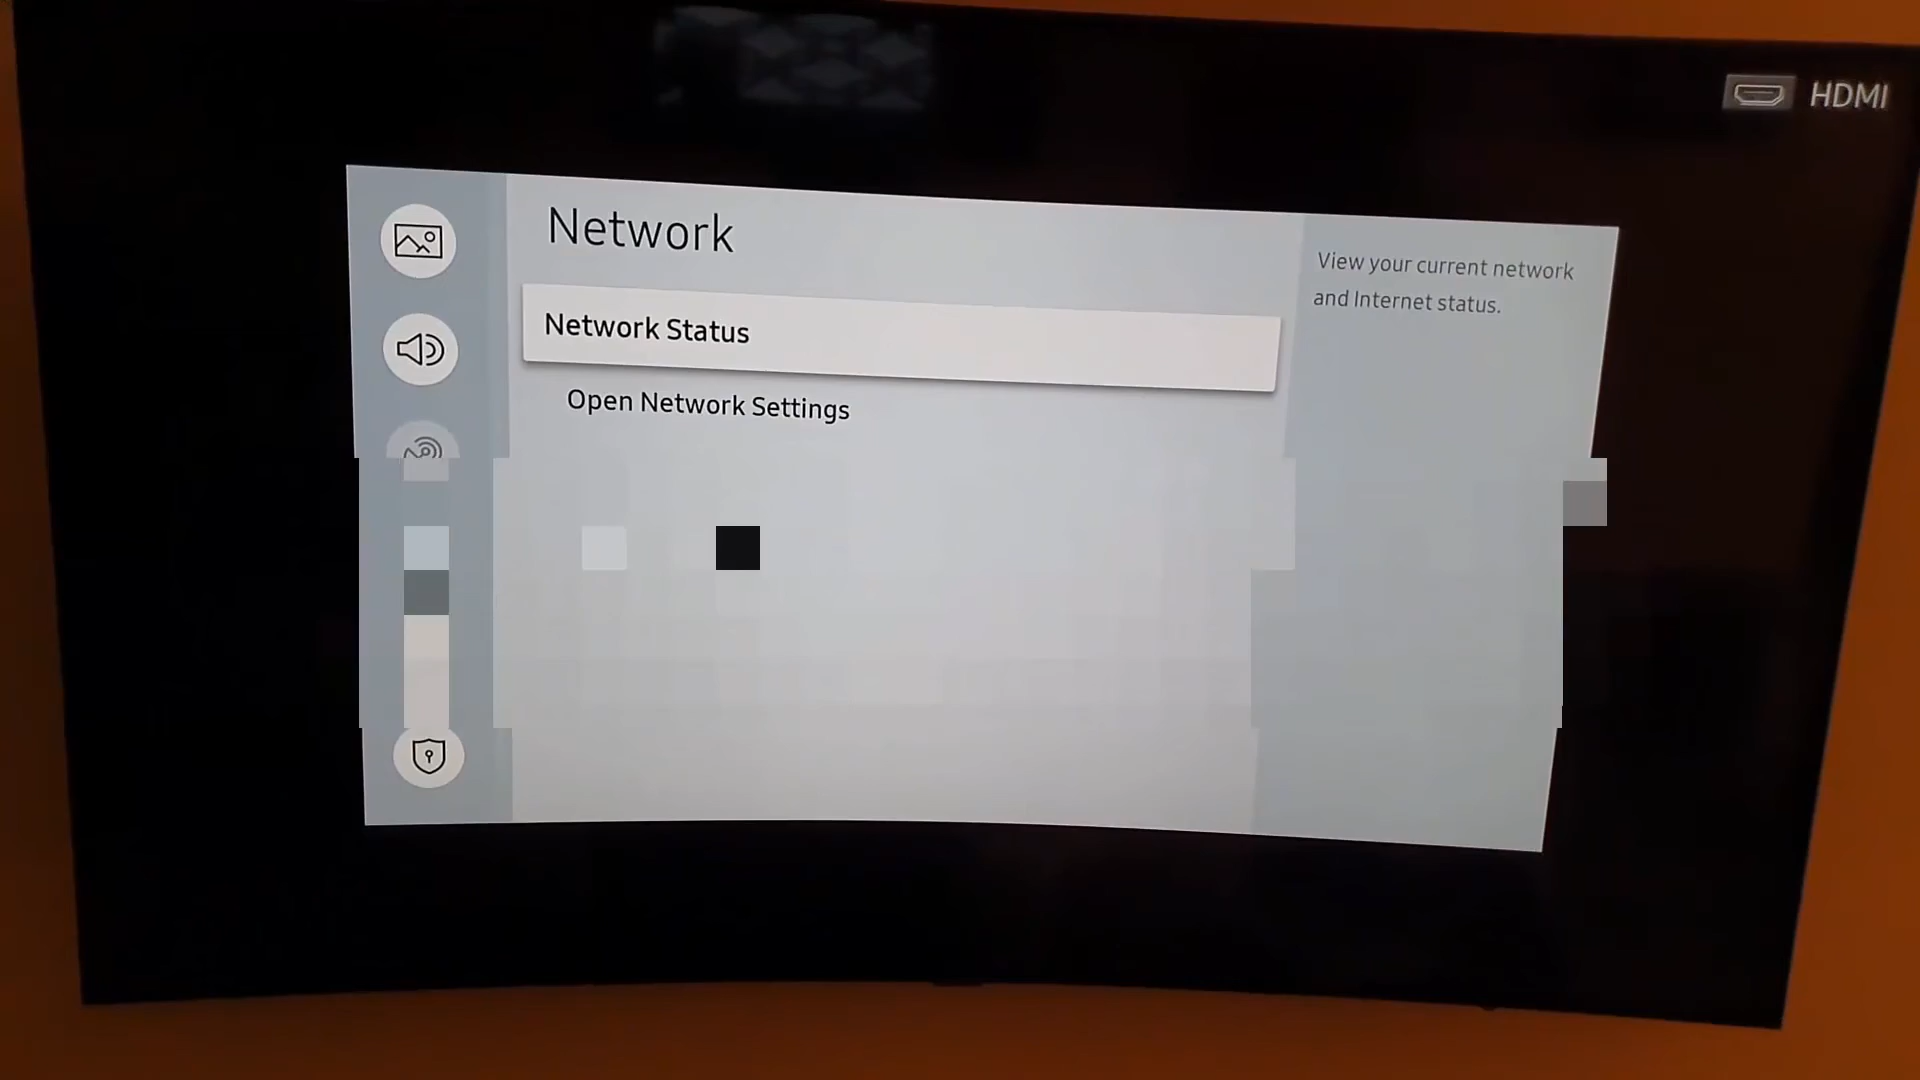 HDMI
Network
View your current network
and Internet status.
Network Status
Open Network Settings